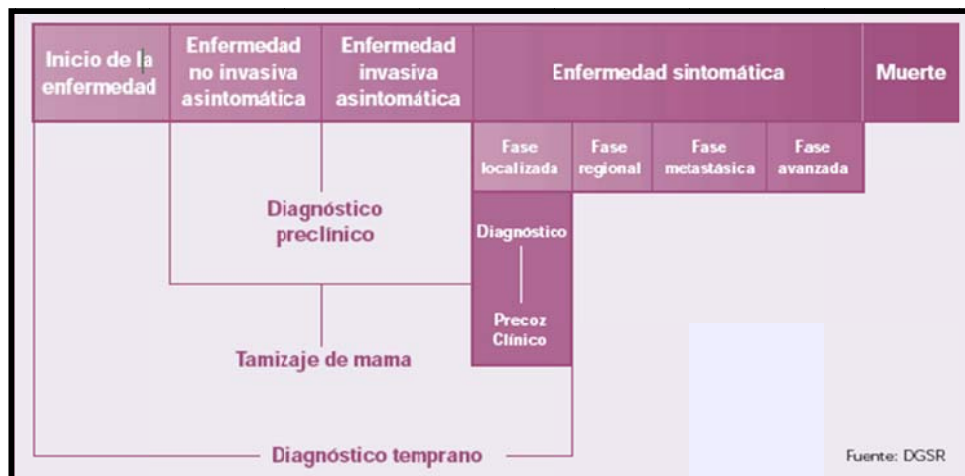 Inicio de la
enfermedad
Enfermedad
no invasiva
asintomática
Enfermedad
invasiva
asintomática
Enfermedad sintomática
Muerte
Fase
localizada
Fase
regional
Fase
metastásica
Fase
avanzada
Diagnóstico
preclínico
Diagnóstico
Precoz
Clínico
Tamizaje de mama
Diagnóstico temprano
Fuente: DGSR